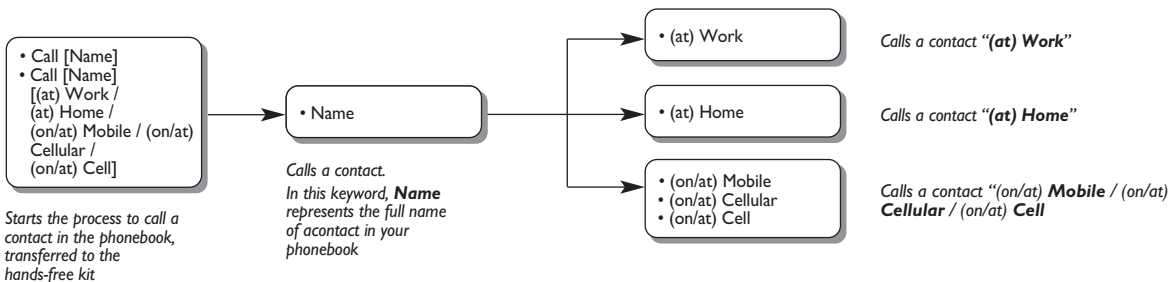 • Call [Name]
• Call [Name]
[(at) Work /
(at) Home /
(on/at) Mobile / (on/at)
Cellular /
(on/at) Cell]
Starts the process to call a
contact in the phonebook,
transferred to the
hands-free kit
• Name
Calls a contact.
In this keyword, Name
represents the full name
of acontact in your
phonebook
• (at) Work
Calls a contact “(at) Work”
• (at) Home
Calls a contact “(at) Home”
• (on/at) Mobile
• (on/at) Cellular
• (on/at) Cell
Calls a contact “(on/at) Mobile / (on/at)
Cellular / (on/at) Cell